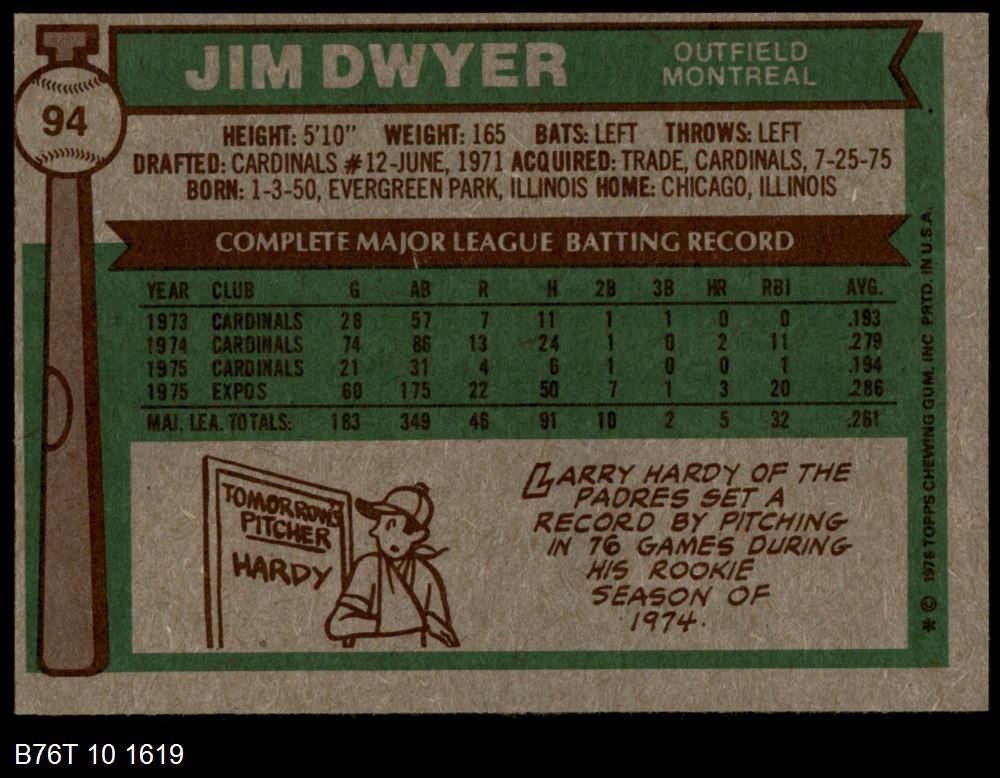 JIM DWYER
OUTFIELD
MONTREAL
94
HEIGHT: 5'10" WEIGHT: 165 BATS: LEFT THROWS: LEFT
DRAFTED: CARDINALS #12-JUNE, 1971 ACQUIRED: TRADE, CARDINALS, 7-25-75
BORN: 1-3-50, EVERGREEN PARK, ILLINOIS HOME: CHICAGO, ILLINOIS
COMPLETE MAJOR LEAGUE BATTING RECORD
YEAR CLUB G AB R H 2B 3B HR RBI AVG.
1973 CARDINALS 28 57 7 11 1 1 0 0 .193
1974 CARDINALS 74 86 13 24 1 0 2 11 .279
1975 CARDINALS 21 31 4 6 1 0 0 1 .194
1975 EXPOS 60 175 22 50 7 1 3 20 .286
MAJ. LEA. TOTALS: 183 349 46 91 10 2 5 32 .261
TOMORROWS
PITCHER
HARDY
LARRY HARDY OF THE
PADRES SET A
RECORD BY PITCHING
IN 76 GAMES DURING
HIS ROOKIE
SEASON OF
1974.
* © 1976 TOPPS CHEWING GUM, INC PRTD. IN U.S.A.
B76T 10 1619